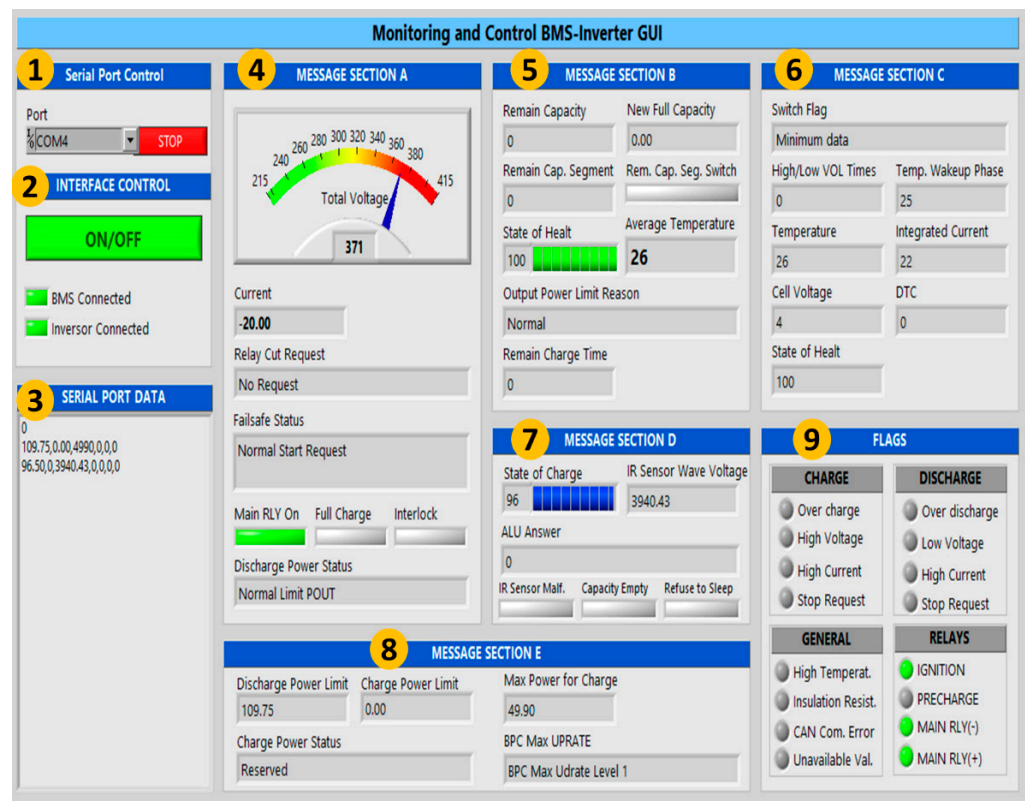 Monitoring and Control BMS-Inverter GUI
1 Serial Port Control
Port
COM4 STOP
2 INTERFACE CONTROL
ON/OFF
BMS Connected
Inversor Connected
3 SERIAL PORT DATA
0
109.75,0.00,4990,0,0,0
96.50,0,3940.43,0,0,0,0
4 MESSAGE SECTION A
215 240 260 280 300 320 340 360 380 415
Total Voltage
371
Current
-20.00
Relay Cut Request
No Request
Failsafe Status
Normal Start Request
Main RLY On Full Charge Interlock
Discharge Power Status
Normal Limit POUT
5 MESSAGE SECTION B
Remain Capacity New Full Capacity
0 0.00
Remain Cap. Segment Rem. Cap. Seg. Switch
0
State of Healt Average Temperature
100 26
Output Power Limit Reason
Normal
Remain Charge Time
0
6 MESSAGE SECTION C
Switch Flag
Minimum data
High/Low VOL Times Temp. Wakeup Phase
0 25
Temperature Integrated Current
26 22
Cell Voltage DTC
4 0
State of Healt
100
7 MESSAGE SECTION D
State of Charge IR Sensor Wave Voltage
96 3940.43
ALU Answer
0
IR Sensor Malf. Capacity Empty Refuse to Sleep
8 MESSAGE SECTION E
Discharge Power Limit Charge Power Limit Max Power for Charge
109.75 0.00 49.90
Charge Power Status BPC Max UPRATE
Reserved BPC Max Udrate Level 1
9 FLAGS
CHARGE
Over charge
High Voltage
High Current
Stop Request
DISCHARGE
Over discharge
Low Voltage
High Current
Stop Request
GENERAL
High Temperat.
Insulation Resist.
CAN Com. Error
Unavailable Val.
RELAYS
IGNITION
PRECHARGE
MAIN RLY(-)
MAIN RLY(+)